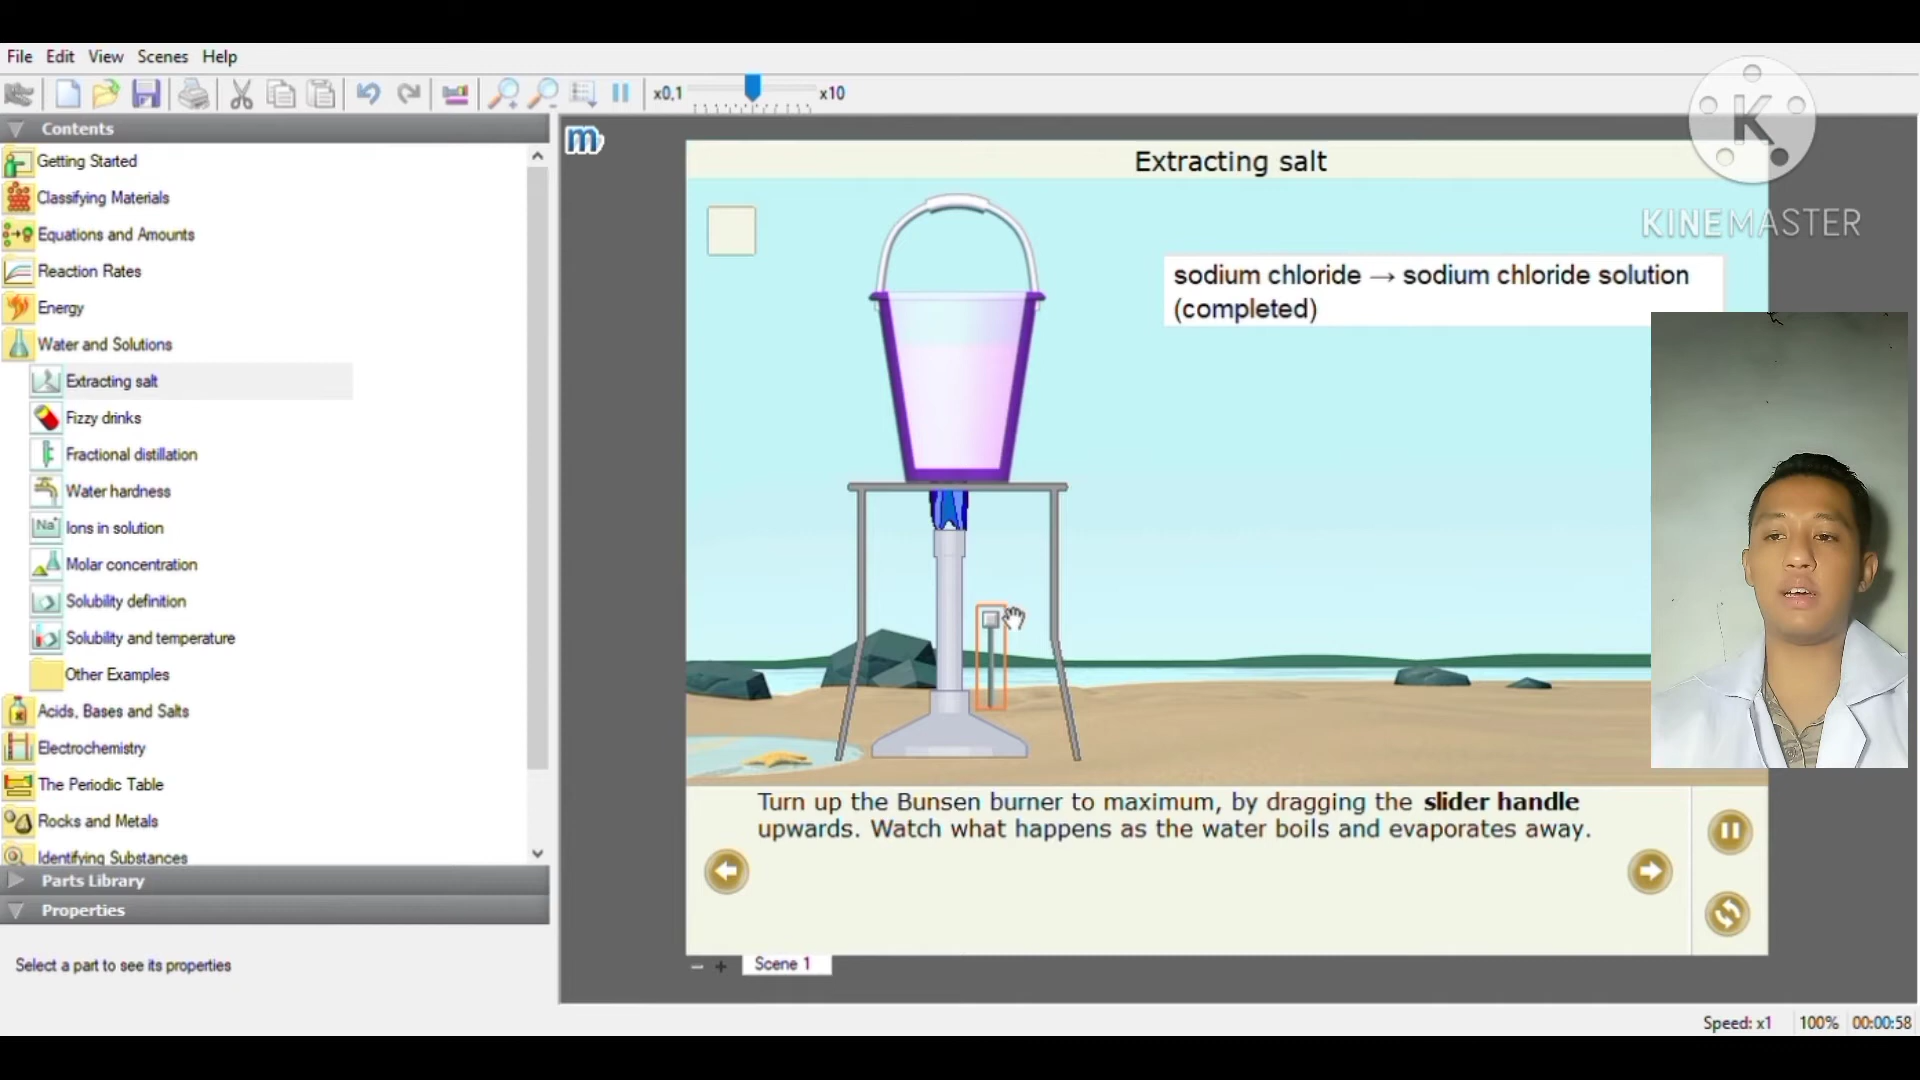 File Edit View Scenes Help
x0,1 x10
Contents
Getting Started
Classifying Materials
Equations and Amounts
Reaction Rates
Energy
Water and Solutions
Extracting salt
Fizzy drinks
Fractional distillation
Water hardness
Na+ Ions in solution
Molar concentration
Solubility definition
Solubility and temperature
Other Examples
Acids, Bases and Salts
Electrochemistry
The Periodic Table
Rocks and Metals
Identifying Substances
Parts Library
Properties
Select a part to see its properties
m
Extracting salt
K
KINEMASTER
sodium chloride → sodium chloride solution
(completed)
Turn up the Bunsen burner to maximum, by dragging the slider handle
upwards. Watch what happens as the water boils and evaporates away.
− + Scene 1
Speed: x1 100% 00:00:58